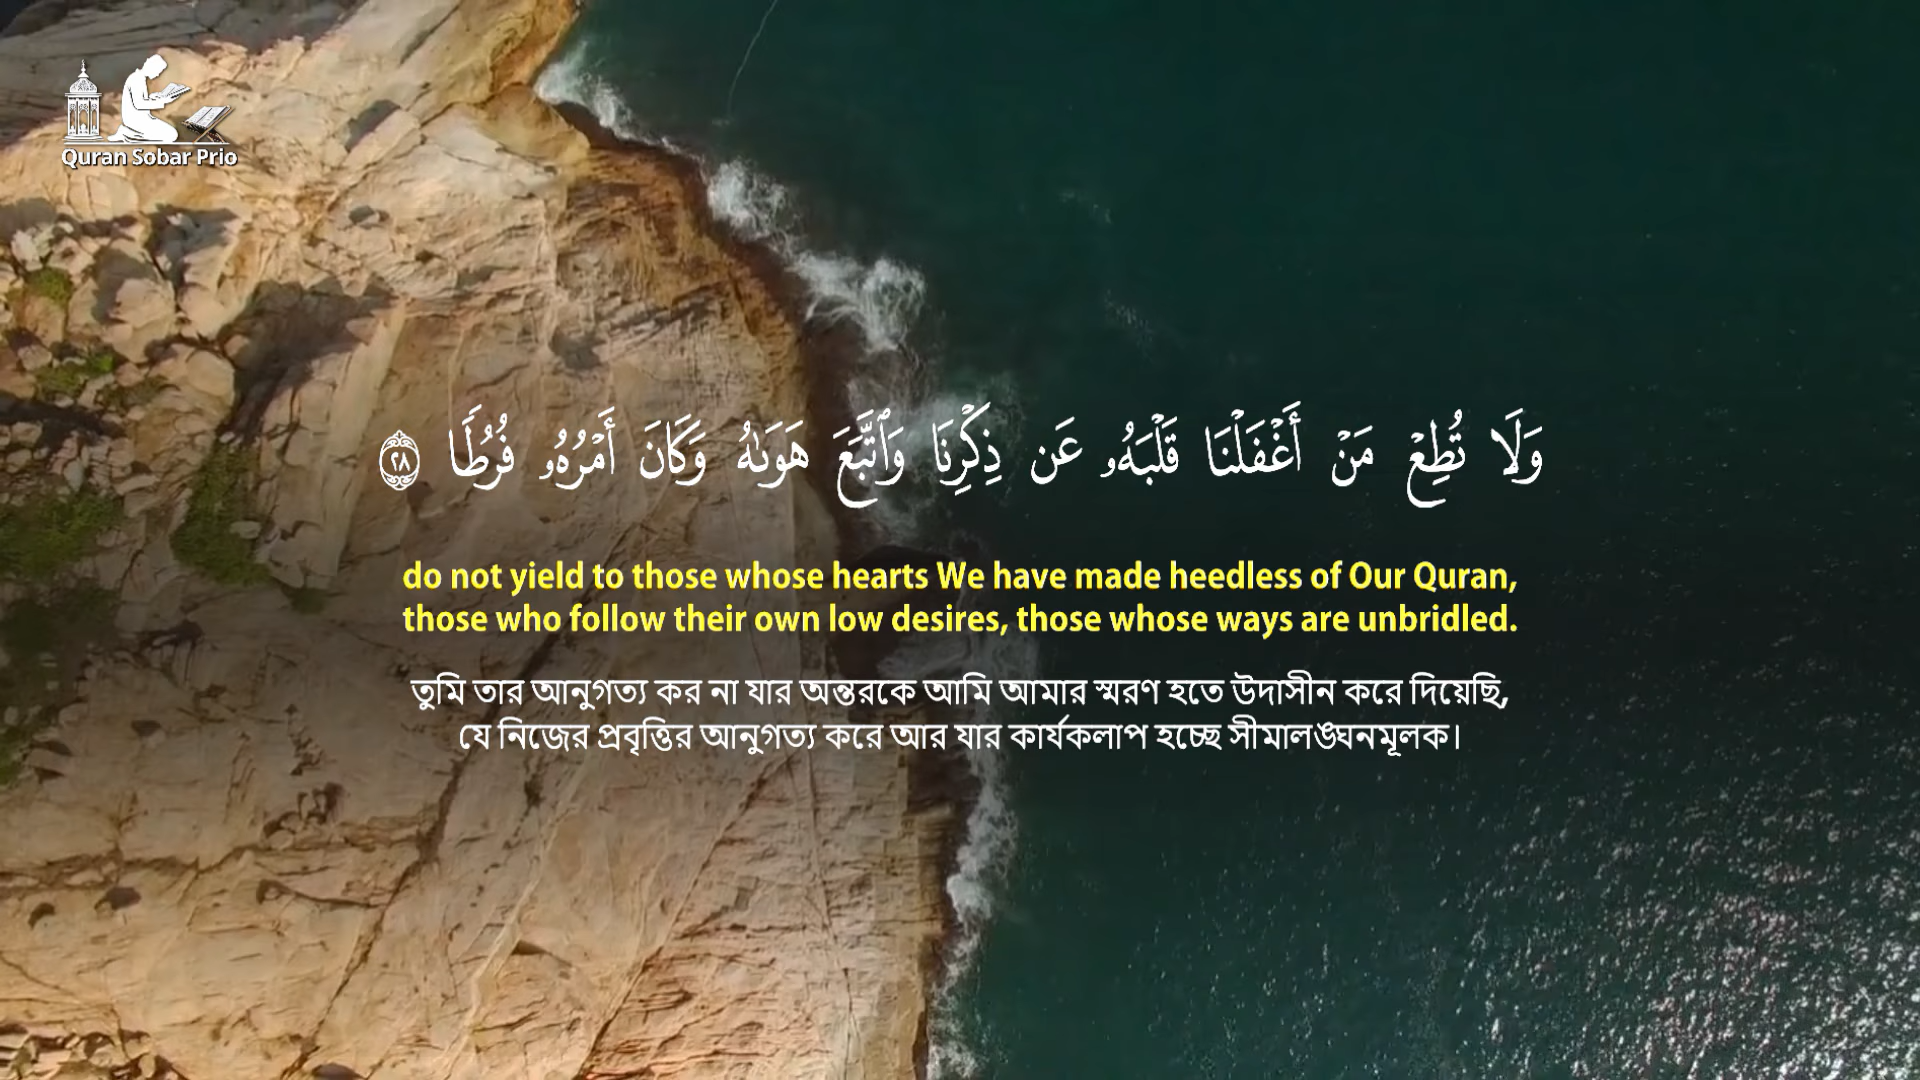 Quran Sobar Prio
وَلَا تُطِعْ مَنْ أَغْفَلْنَا قَلْبَهُۥ عَن ذِكْرِنَا وَٱتَّبَعَ هَوَىٰهُ وَكَانَ أَمْرُهُۥ فُرُطًا ٢٨
do not yield to those whose hearts We have made heedless of Our Quran,
those who follow their own low desires, those whose ways are unbridled.
তুমি তার আনুগত্য কর না যার অন্তরকে আমি আমার স্মরণ হতে উদাসীন করে দিয়েছি,
যে নিজের প্রবৃত্তির আনুগত্য করে আর যার কার্যকলাপ হচ্ছে সীমালঙ্ঘনমূলক।